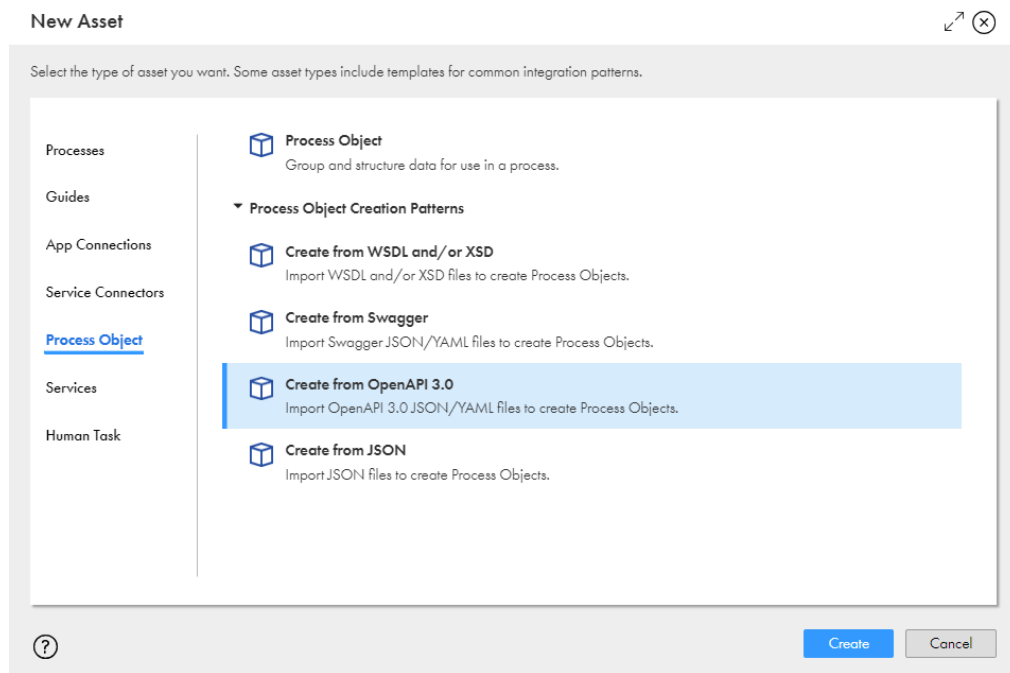 New Asset
Select the type of asset you want. Some asset types include templates for common integration patterns.
Processes
Guides
App Connections
Service Connectors
Process Object
Services
Human Task
Process Object
Group and structure data for use in a process.
Process Object Creation Patterns
Create from WSDL and/or XSD
Import WSDL and/or XSD files to create Process Objects.
Create from Swagger
Import Swagger JSON/YAML files to create Process Objects.
Create from OpenAPI 3.0
Import OpenAPI 3.0 JSON/YAML files to create Process Objects.
Create from JSON
Import JSON files to create Process Objects.
?
Create
Cancel